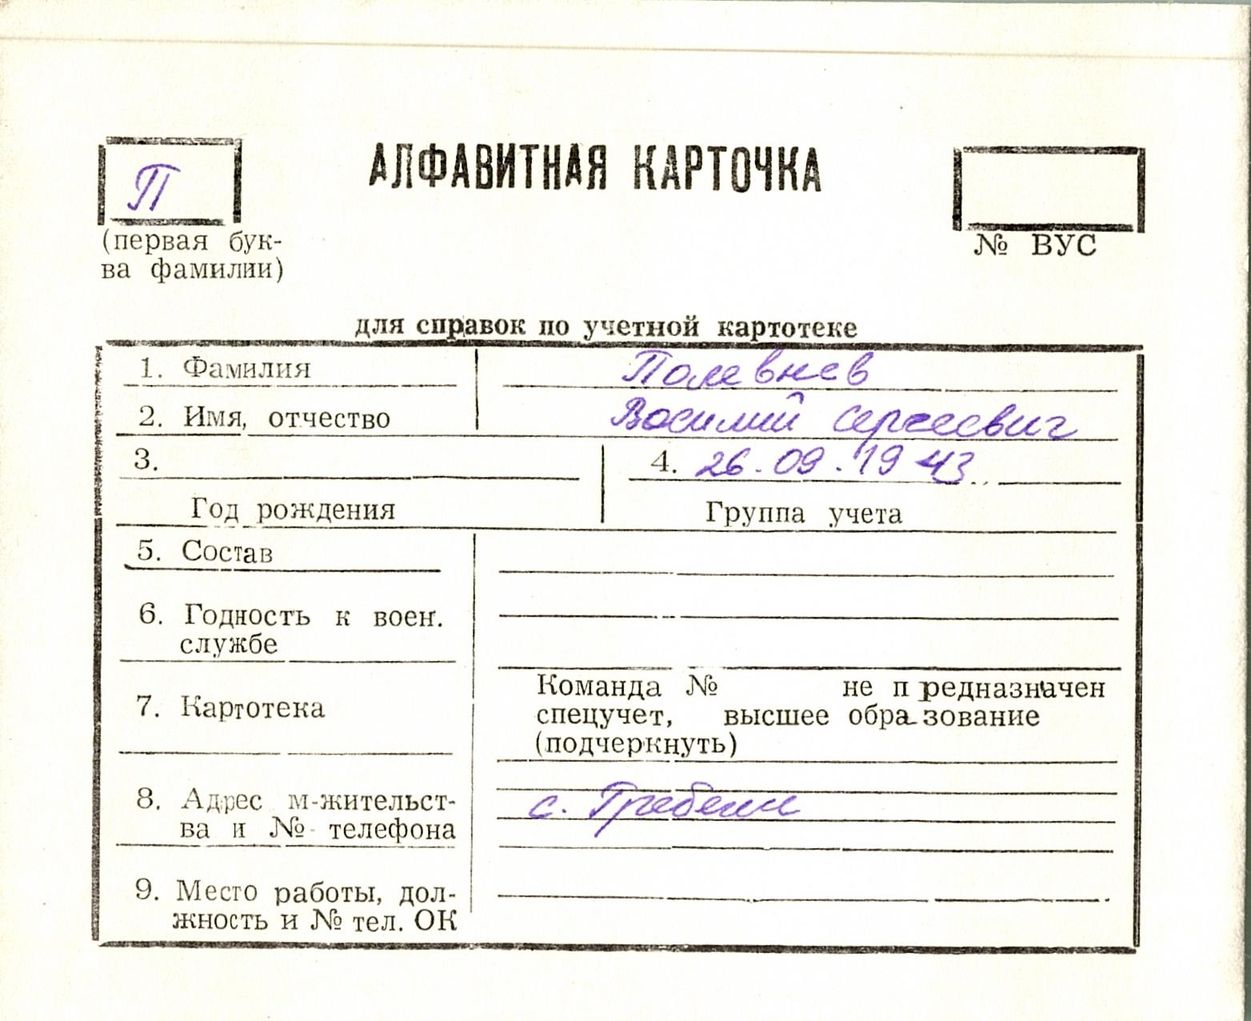 П
АЛФАВИТНАЯ КАРТОЧКА
(первая бук-
ва фамилии)
№ ВУС
для справок по учетной картотеке
1. Фамилия Полевнев
2. Имя, отчество Василий Сергеевич
3.
4. 26.09.1943
Год рождения
Группа учета
5. Состав
6. Годность к воен.
службе
7. Картотека
Команда № не предназначен
спецучет, высшее образование
(подчеркнуть)
8. Адрес м-жительст-
ва и № телефона
с. Гребени
9. Место работы, дол-
жность и № тел. ОК